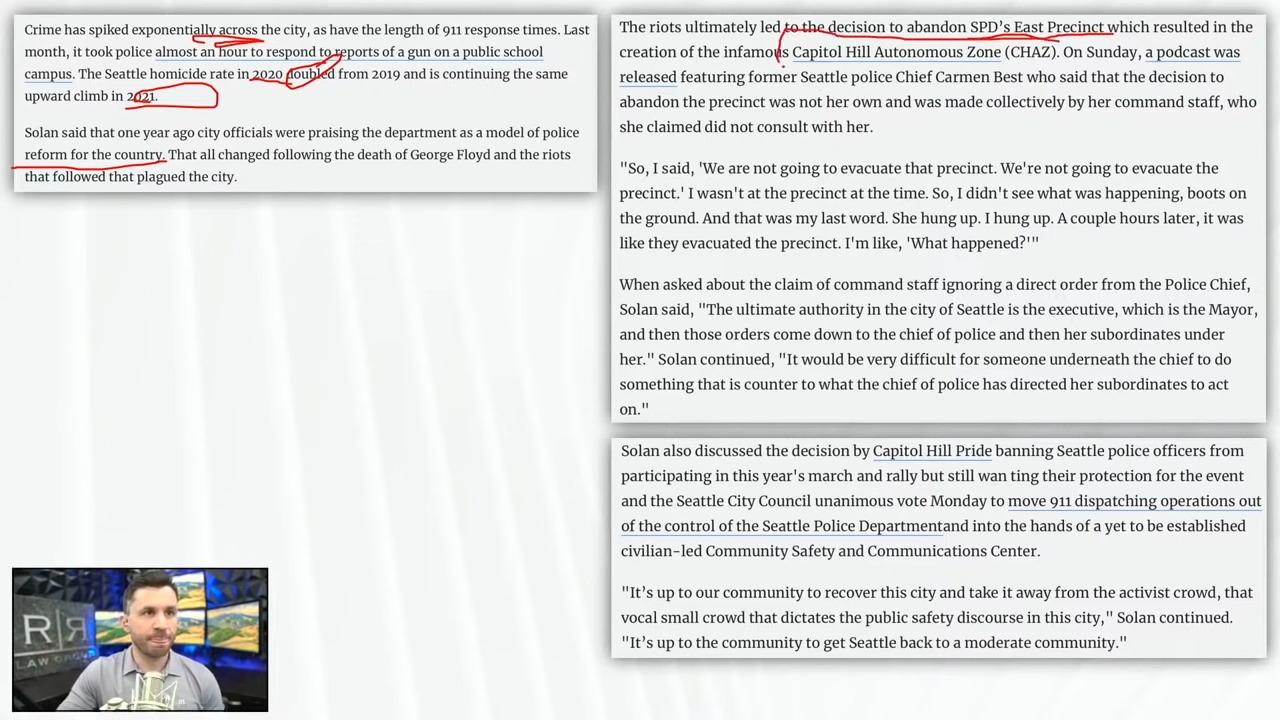 Crime has spiked exponentially across the city, as have the length of 911 response times. Last
month, it took police almost an hour to respond to reports of a gun on a public school
campus. The Seattle homicide rate in 2020 doubled from 2019 and is continuing the same
upward climb in 2021.
Solan said that one year ago city officials were praising the department as a model of police
reform for the country. That all changed following the death of George Floyd and the riots
that followed that plagued the city.
The riots ultimately led to the decision to abandon SPD's East Precinct which resulted in the
creation of the infamous Capitol Hill Autonomous Zone (CHAZ). On Sunday, a podcast was
released featuring former Seattle police Chief Carmen Best who said that the decision to
abandon the precinct was not her own and was made collectively by her command staff, who
she claimed did not consult with her.
"So, I said, 'We are not going to evacuate that precinct. We're not going to evacuate the
precinct.' I wasn't at the precinct at the time. So, I didn't see what was happening, boots on
the ground. And that was my last word. She hung up. I hung up. A couple hours later, it was
like they evacuated the precinct. I'm like, 'What happened?'"
When asked about the claim of command staff ignoring a direct order from the Police Chief,
Solan said, "The ultimate authority in the city of Seattle is the executive, which is the Mayor,
and then those orders come down to the chief of police and then her subordinates under
her." Solan continued, "It would be very difficult for someone underneath the chief to do
something that is counter to what the chief of police has directed her subordinates to act
on."
Solan also discussed the decision by Capitol Hill Pride banning Seattle police officers from
participating in this year's march and rally but still wan ting their protection for the event
and the Seattle City Council unanimous vote Monday to move 911 dispatching operations out
of the control of the Seattle Police Departmentand into the hands of a yet to be established
civilian-led Community Safety and Communications Center.
"It's up to our community to recover this city and take it away from the activist crowd, that
vocal small crowd that dictates the public safety discourse in this city," Solan continued.
"It's up to the community to get Seattle back to a moderate community."
R R
LAW GRO